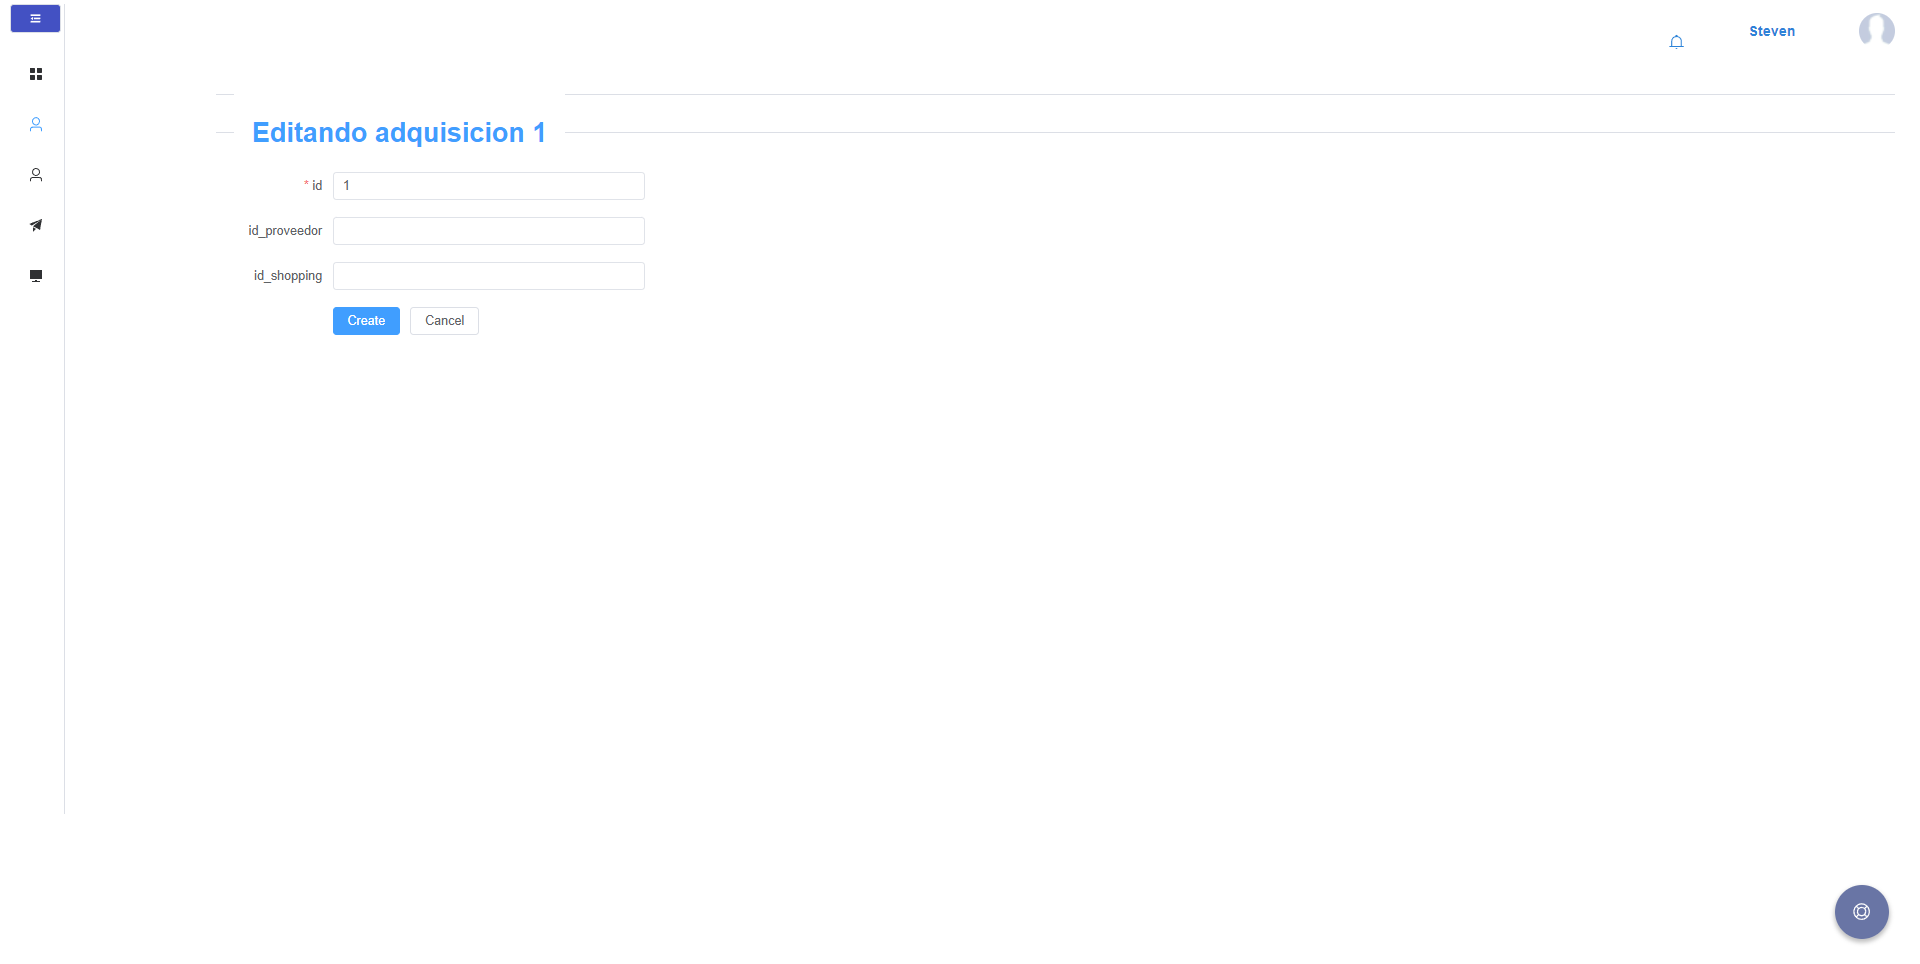 Steven
Editando adquisicion 1
* id 1
id_proveedor
id_shopping
Create Cancel